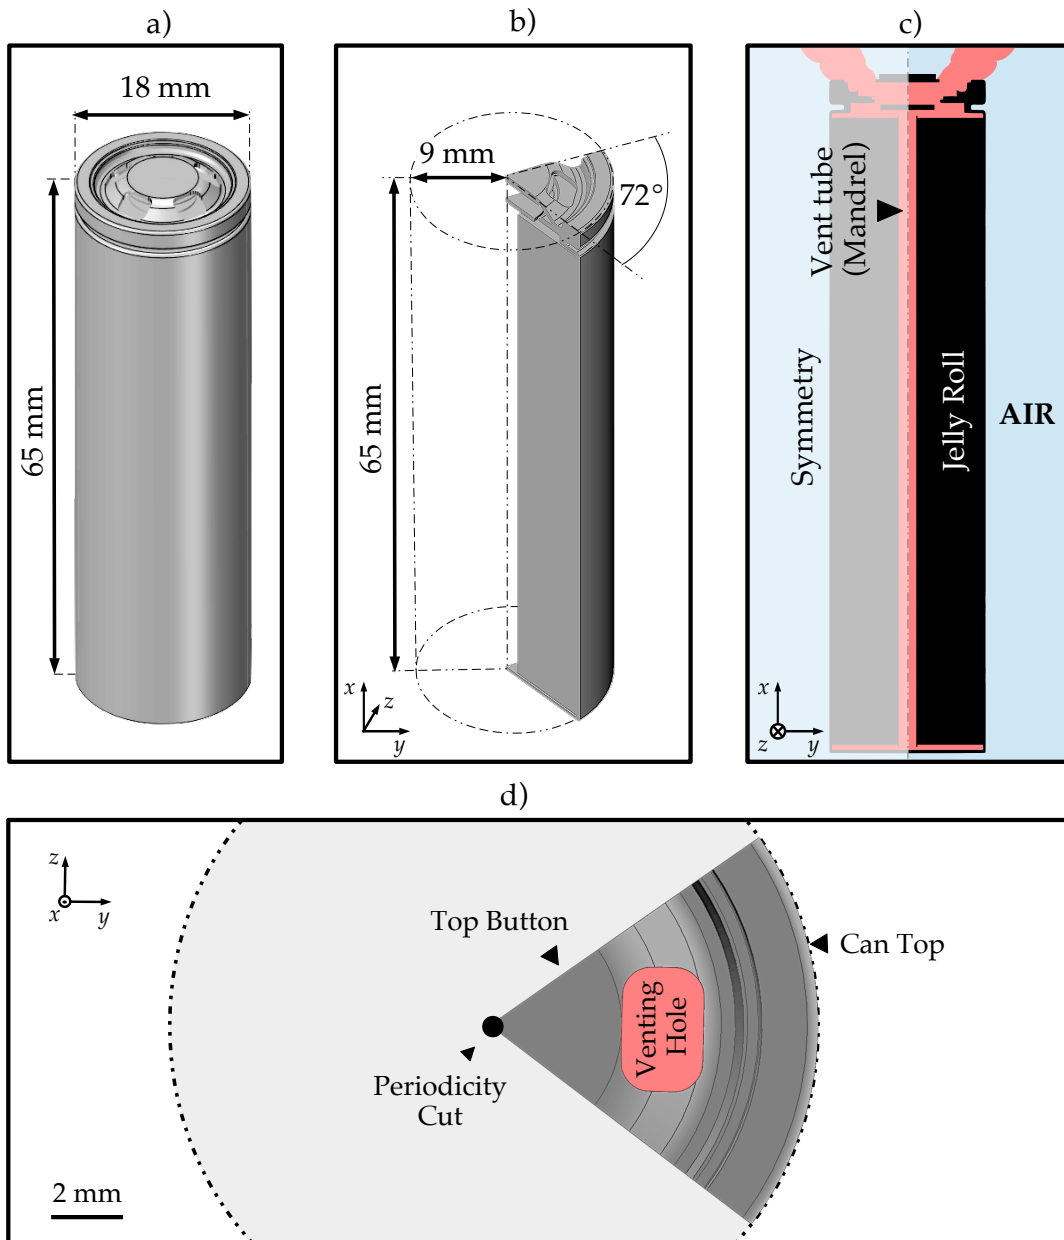 a)
18 mm
65 mm
b)
9 mm
72°
65 mm
x
z
y
c)
Vent tube
(Mandrel)
Symmetry
Jelly Roll
AIR
x
z
y
d)
z
x
y
Top Button
Can Top
Venting
Hole
Periodicity
Cut
2 mm